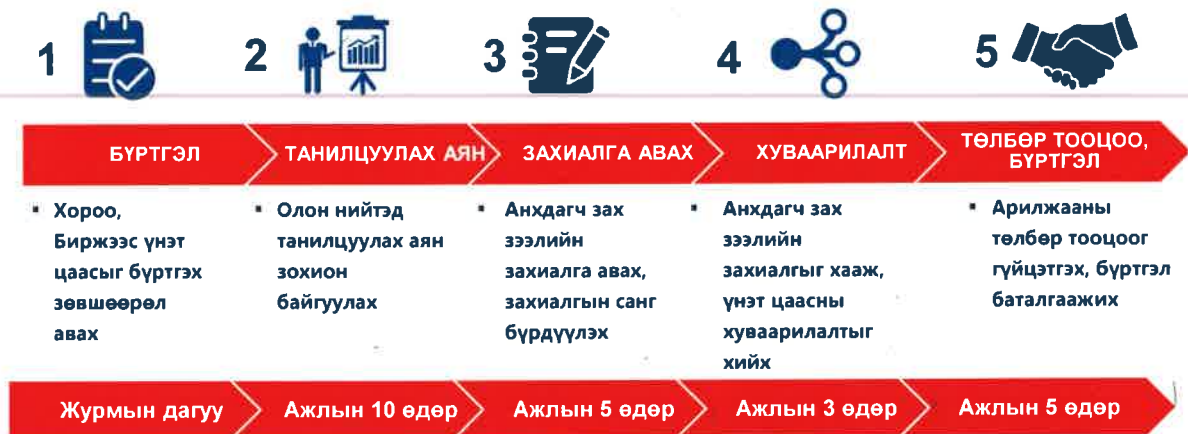 1
2
3
4
5
БҮРТГЭЛ
ТАНИЛЦУУЛАХ АЯН
ЗАХИАЛГА АВАХ
ХУВААРИЛАЛТ
ТӨЛБӨР ТООЦОО,
БҮРТГЭЛ
▪ Хороо,
Биржээс үнэт
цаасыг бүртгэх
зөвшөөрөл
авах
▪ Олон нийтэд
танилцуулах аян
зохион
байгуулах
▪ Анхдагч зах
зээлийн
захиалга авах,
захиалгын санг
бүрдүүлэх
▪ Анхдагч зах
зээлийн
захиалгыг хааж,
үнэт цаасны
хуваарилалтыг
хийх
▪ Арилжааны
төлбөр тооцоог
гүйцэтгэх, бүртгэл
баталгаажих
Журмын дагуу
Ажлын 10 өдөр
Ажлын 5 өдөр
Ажлын 3 өдөр
Ажлын 5 өдөр